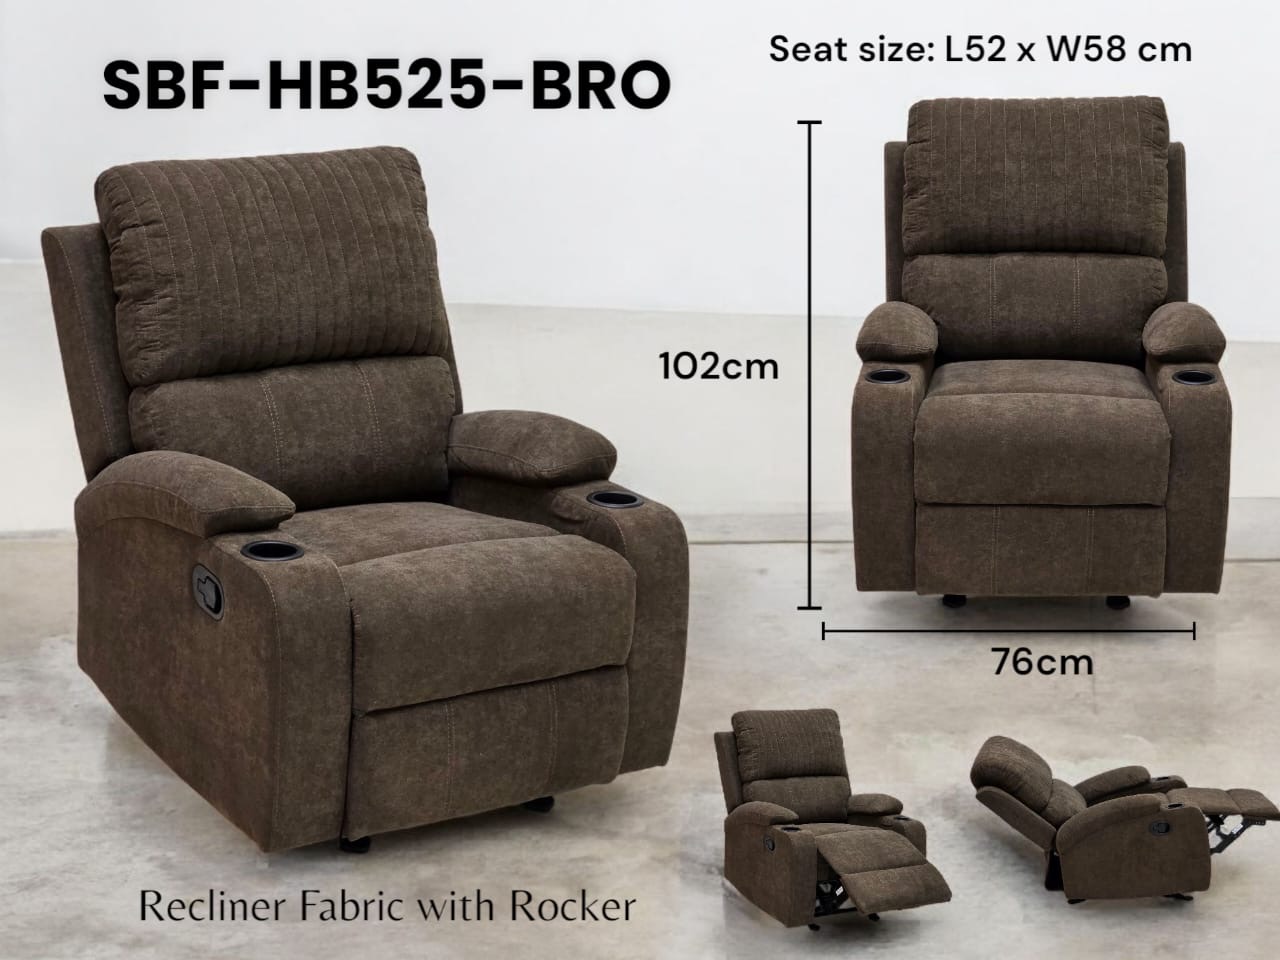 SBF-HB525-BRO
Seat size: L52 x W58 cm
102cm
76cm
Recliner Fabric with Rocker